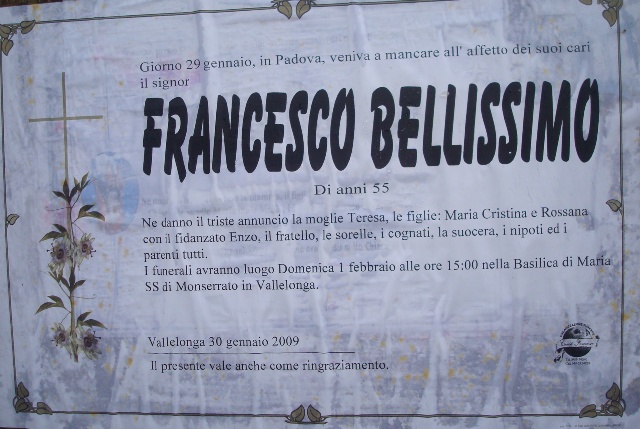 Giorno 29 gennaio, in Padova, veniva a mancare all' affetto dei suoi cari
il signor
FRANCESCO BELLISSIMO
Di anni 55
Ne danno il triste annuncio la moglie Teresa, le figlie: Maria Cristina e Rossana
con il fidanzato Enzo, il fratello, le sorelle, i cognati, la suocera, i nipoti ed i
parenti tutti.
I funerali avranno luogo Domenica 1 febbraio alle ore 15:00 nella Basilica di Maria
SS di Monserrato in Vallelonga.
Vallelonga 30 gennaio 2009
Il presente vale anche come ringraziamento.